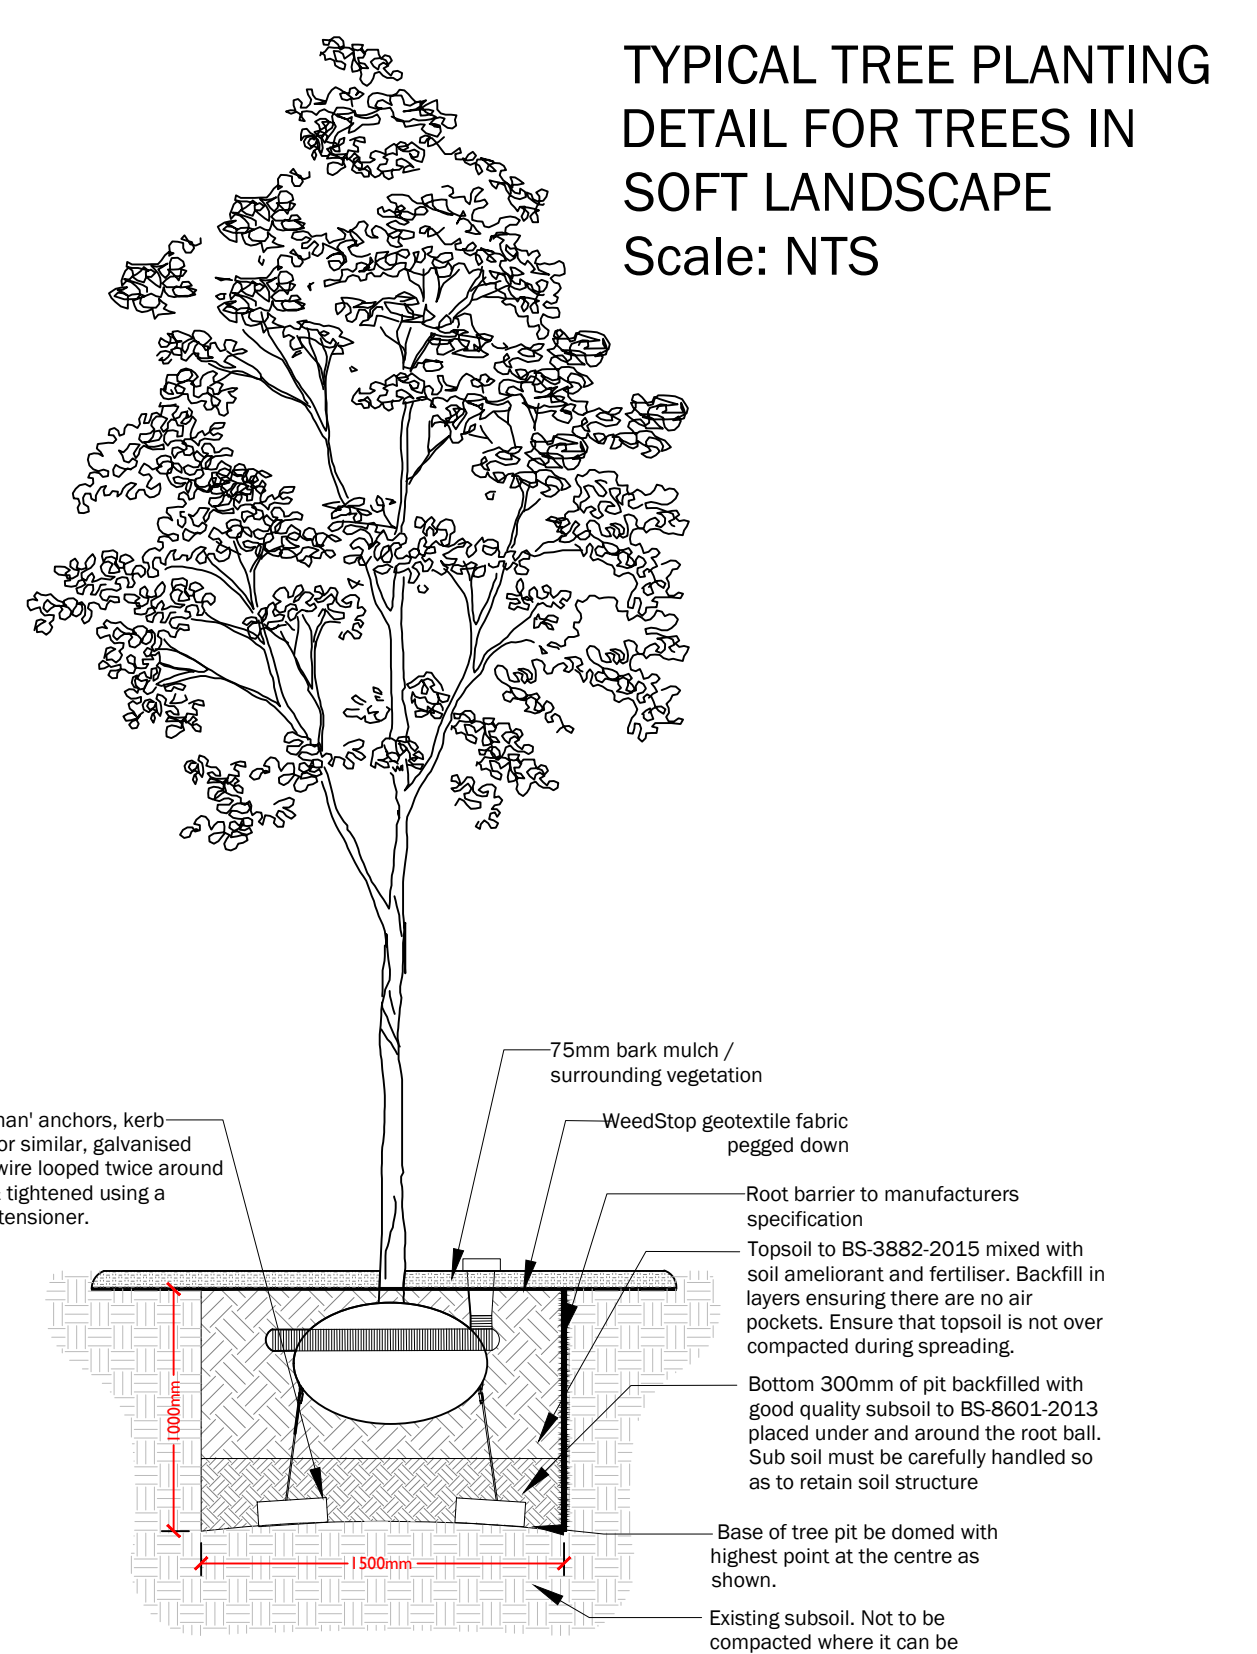 TYPICAL TREE PLANTING
DETAIL FOR TREES IN
SOFT LANDSCAPE
Scale: NTS
75mm bark mulch /
surrounding vegetation
man' anchors, kerb
or similar, galvanised
wire looped twice around
tightened using a
tensioner.
WeedStop geotextile fabric
pegged down
Root barrier to manufacturers
specification
Topsoil to BS-3882-2015 mixed with
soil ameliorant and fertiliser. Backfill in
layers ensuring there are no air
pockets. Ensure that topsoil is not over
compacted during spreading.
Bottom 300mm of pit backfilled with
good quality subsoil to BS-8601-2013
placed under and around the root ball.
Sub soil must be carefully handled so
as to retain soil structure
Base of tree pit be domed with
highest point at the centre as
shown.
Existing subsoil. Not to be
compacted where it can be
1000mm
1500mm